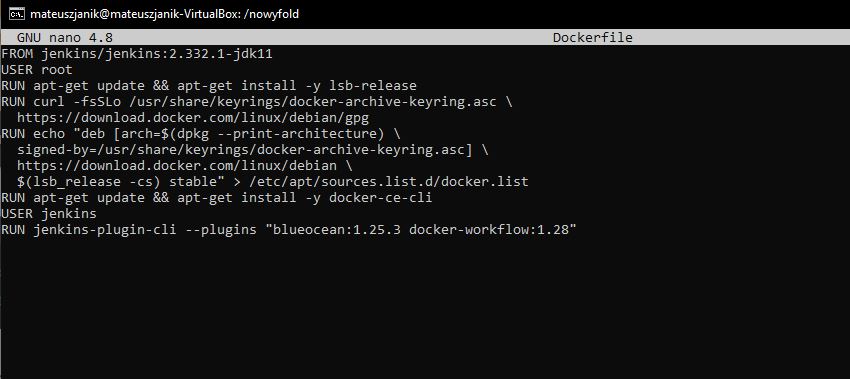 mateuszjanik@mateuszjanik-VirtualBox: /nowyfold
GNU nano 4.8 Dockerfile
FROM jenkins/jenkins:2.332.1-jdk11
USER root
RUN apt-get update && apt-get install -y lsb-release
RUN curl -fsSLo /usr/share/keyrings/docker-archive-keyring.asc \
  https://download.docker.com/linux/debian/gpg
RUN echo "deb [arch=$(dpkg --print-architecture) \
  signed-by=/usr/share/keyrings/docker-archive-keyring.asc] \
  https://download.docker.com/linux/debian \
  $(lsb_release -cs) stable" > /etc/apt/sources.list.d/docker.list
RUN apt-get update && apt-get install -y docker-ce-cli
USER jenkins
RUN jenkins-plugin-cli --plugins "blueocean:1.25.3 docker-workflow:1.28"